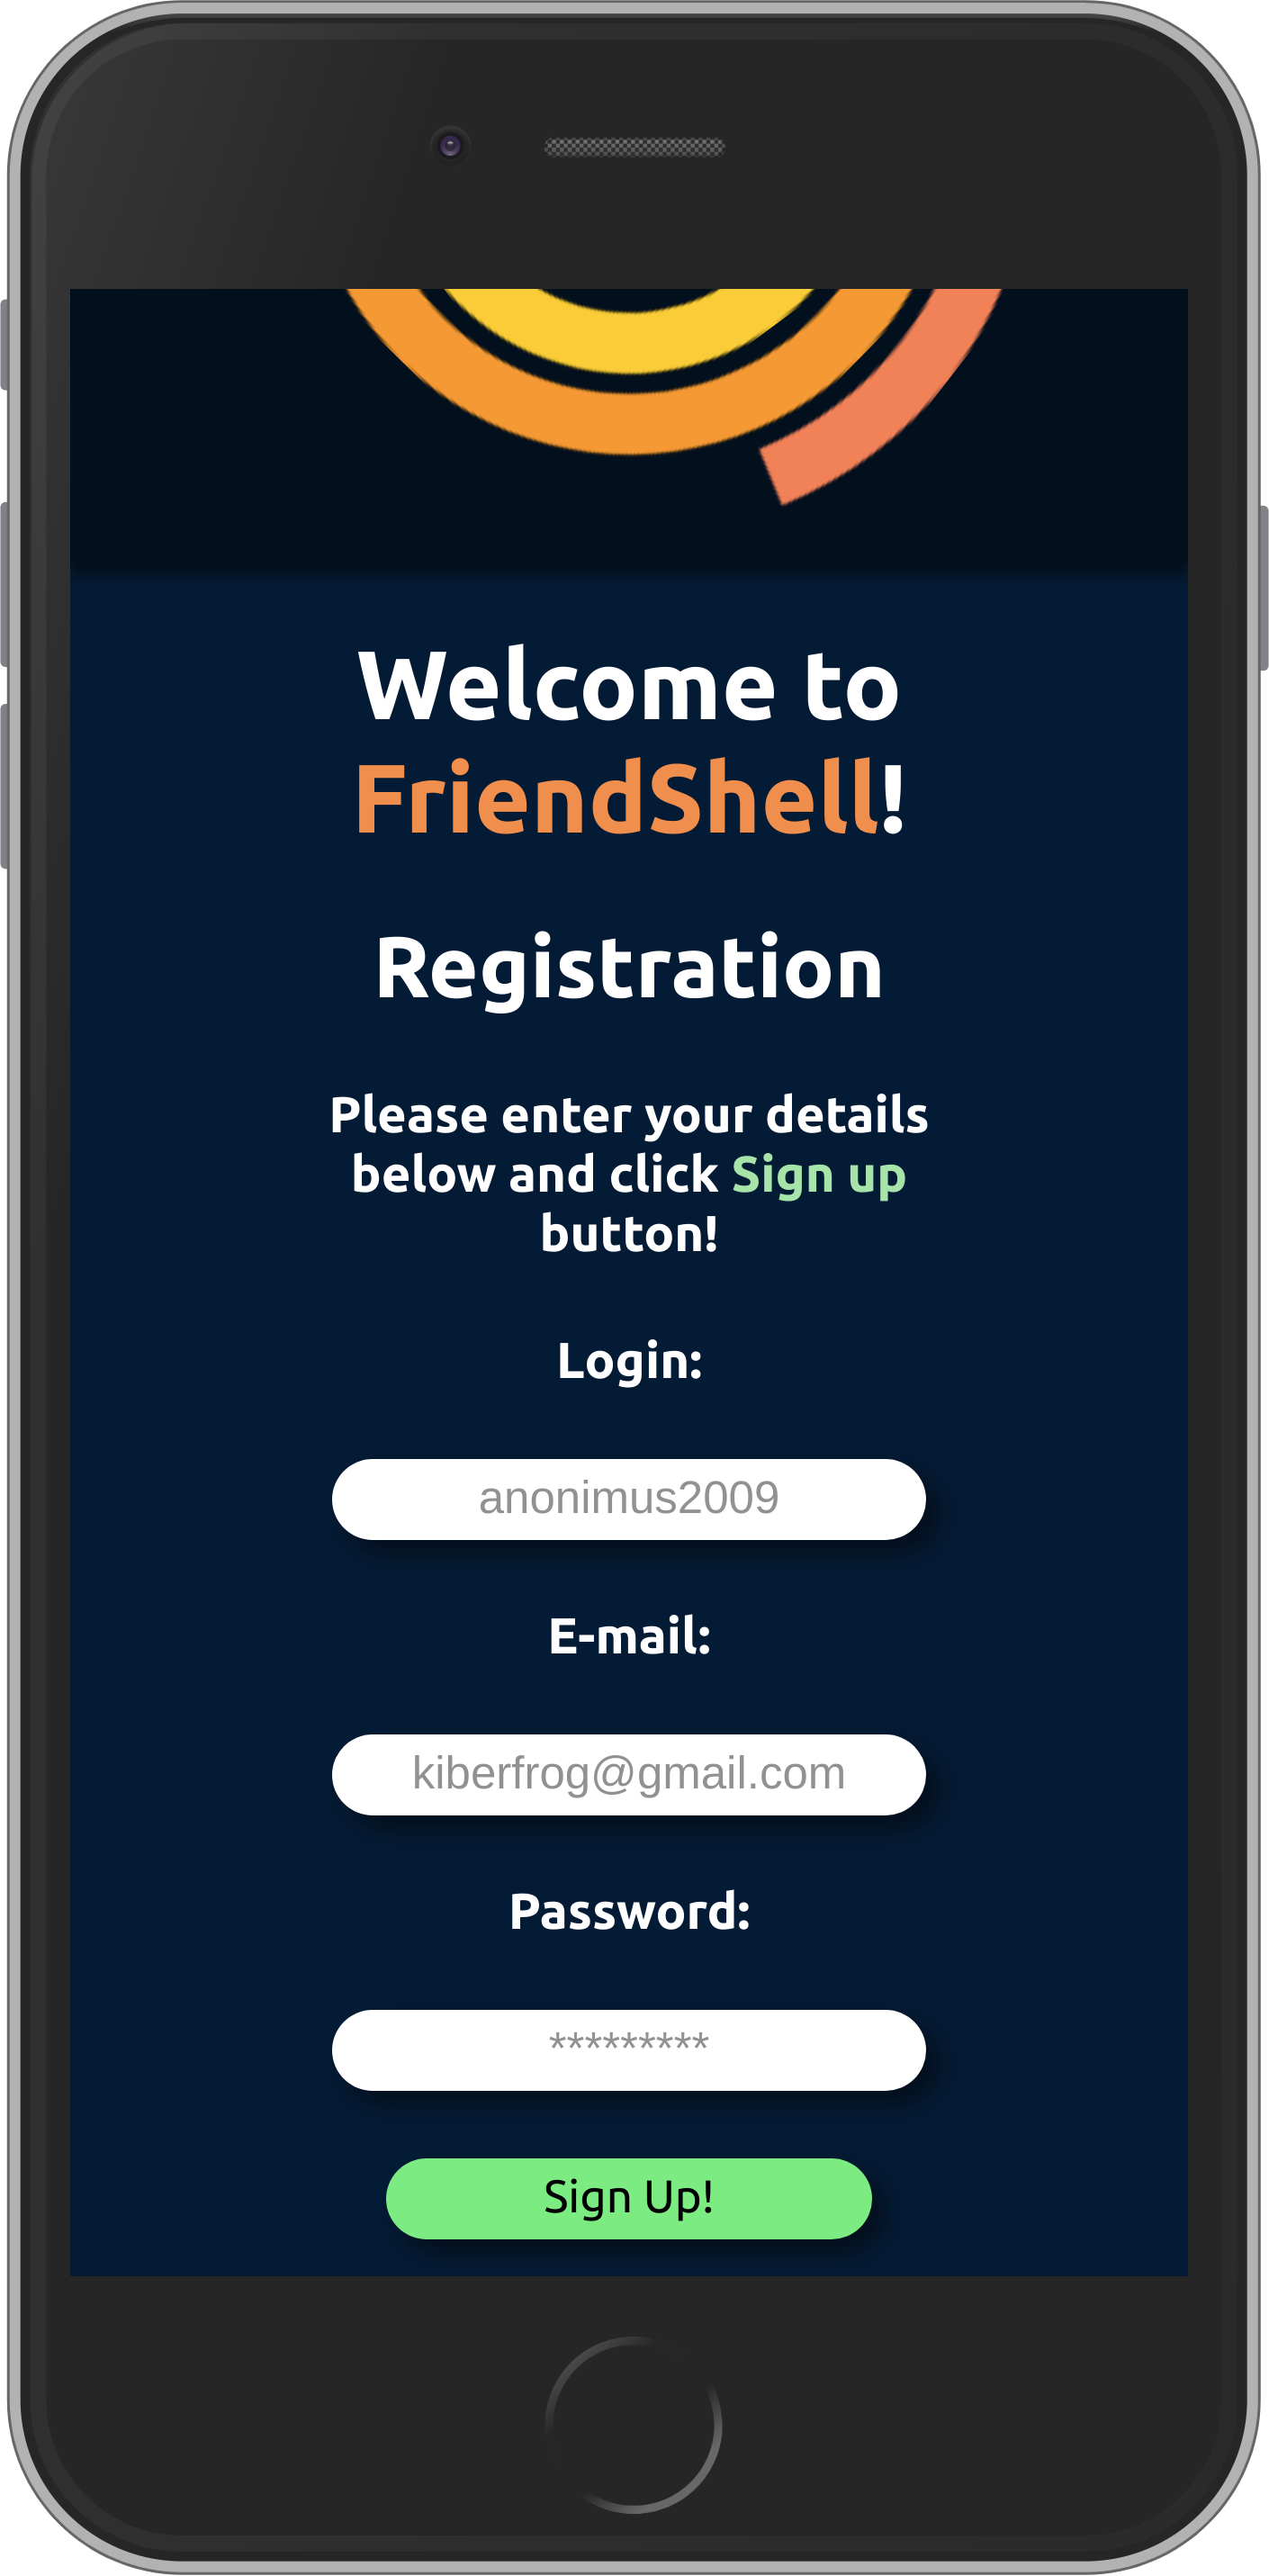 Welcome to
FriendShell!
Registration
Please enter your details
below and click Sign up
button!
Login:
anonimus2009
E-mail:
kiberfrog@gmail.com
Password:
*********
Sign Up!